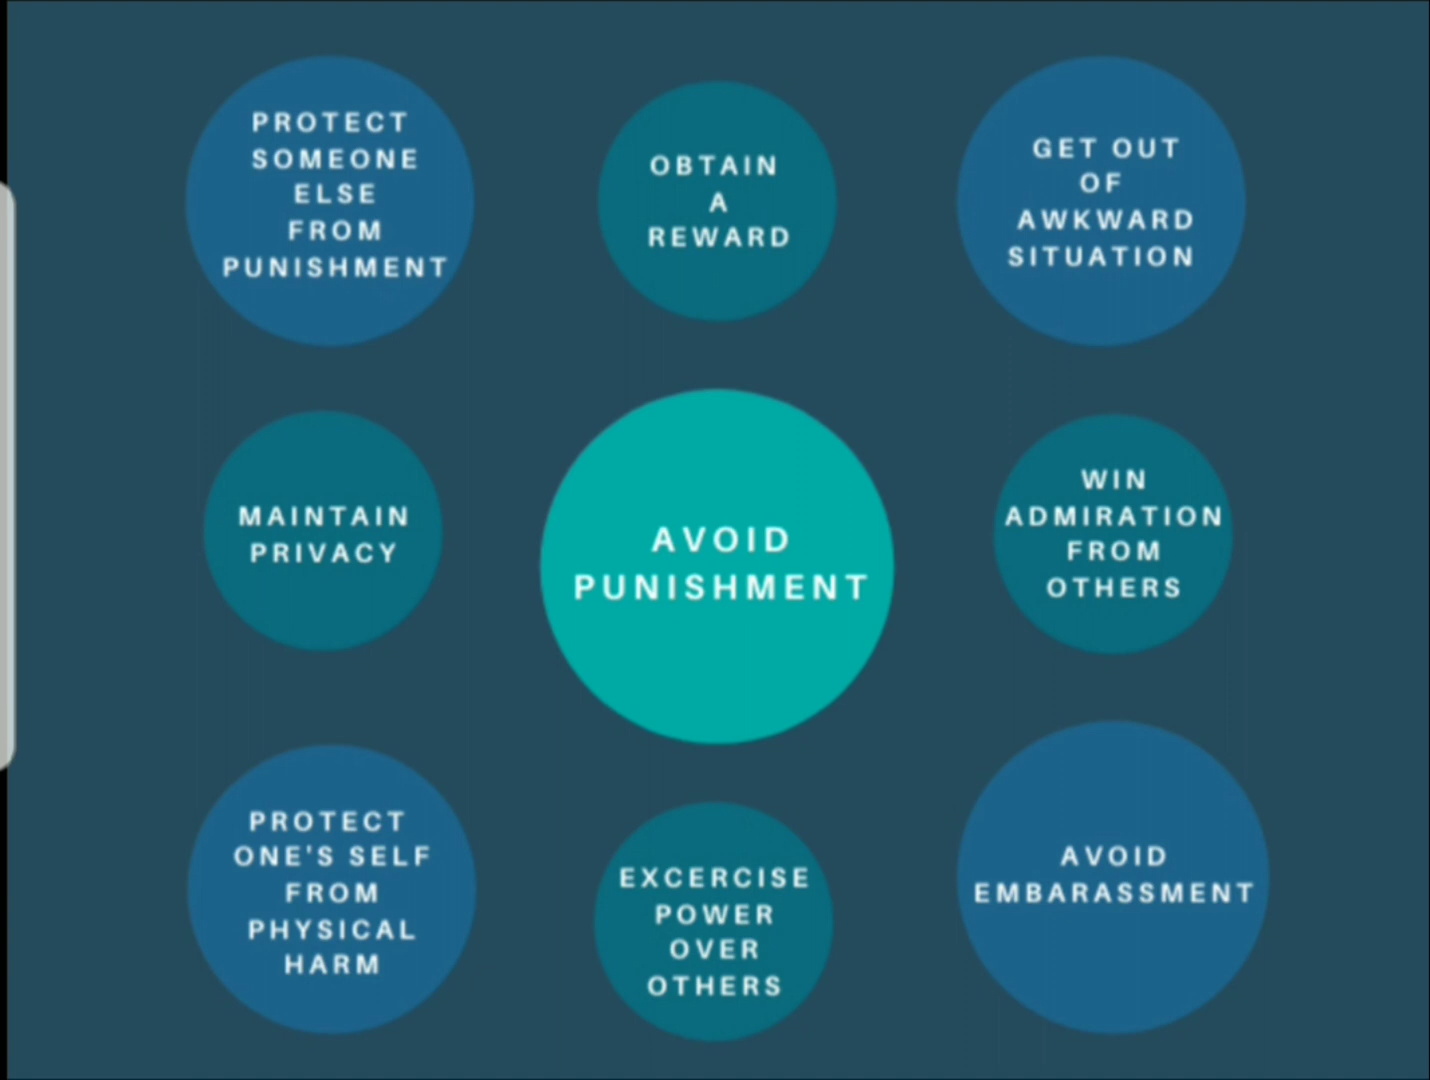 PROTECT
SOMEONE
ELSE
FROM
PUNISHMENT
OBTAIN
A
REWARD
GET OUT
OF
AWKWARD
SITUATION
MAINTAIN
PRIVACY
AVOID
PUNISHMENT
WIN
ADMIRATION
FROM
OTHERS
PROTECT
ONE'S SELF
FROM
PHYSICAL
HARM
EXCERCISE
POWER
OVER
OTHERS
AVOID
EMBARASSMENT